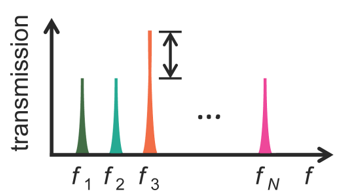 transmission
...
f1 f2 f3 fN f